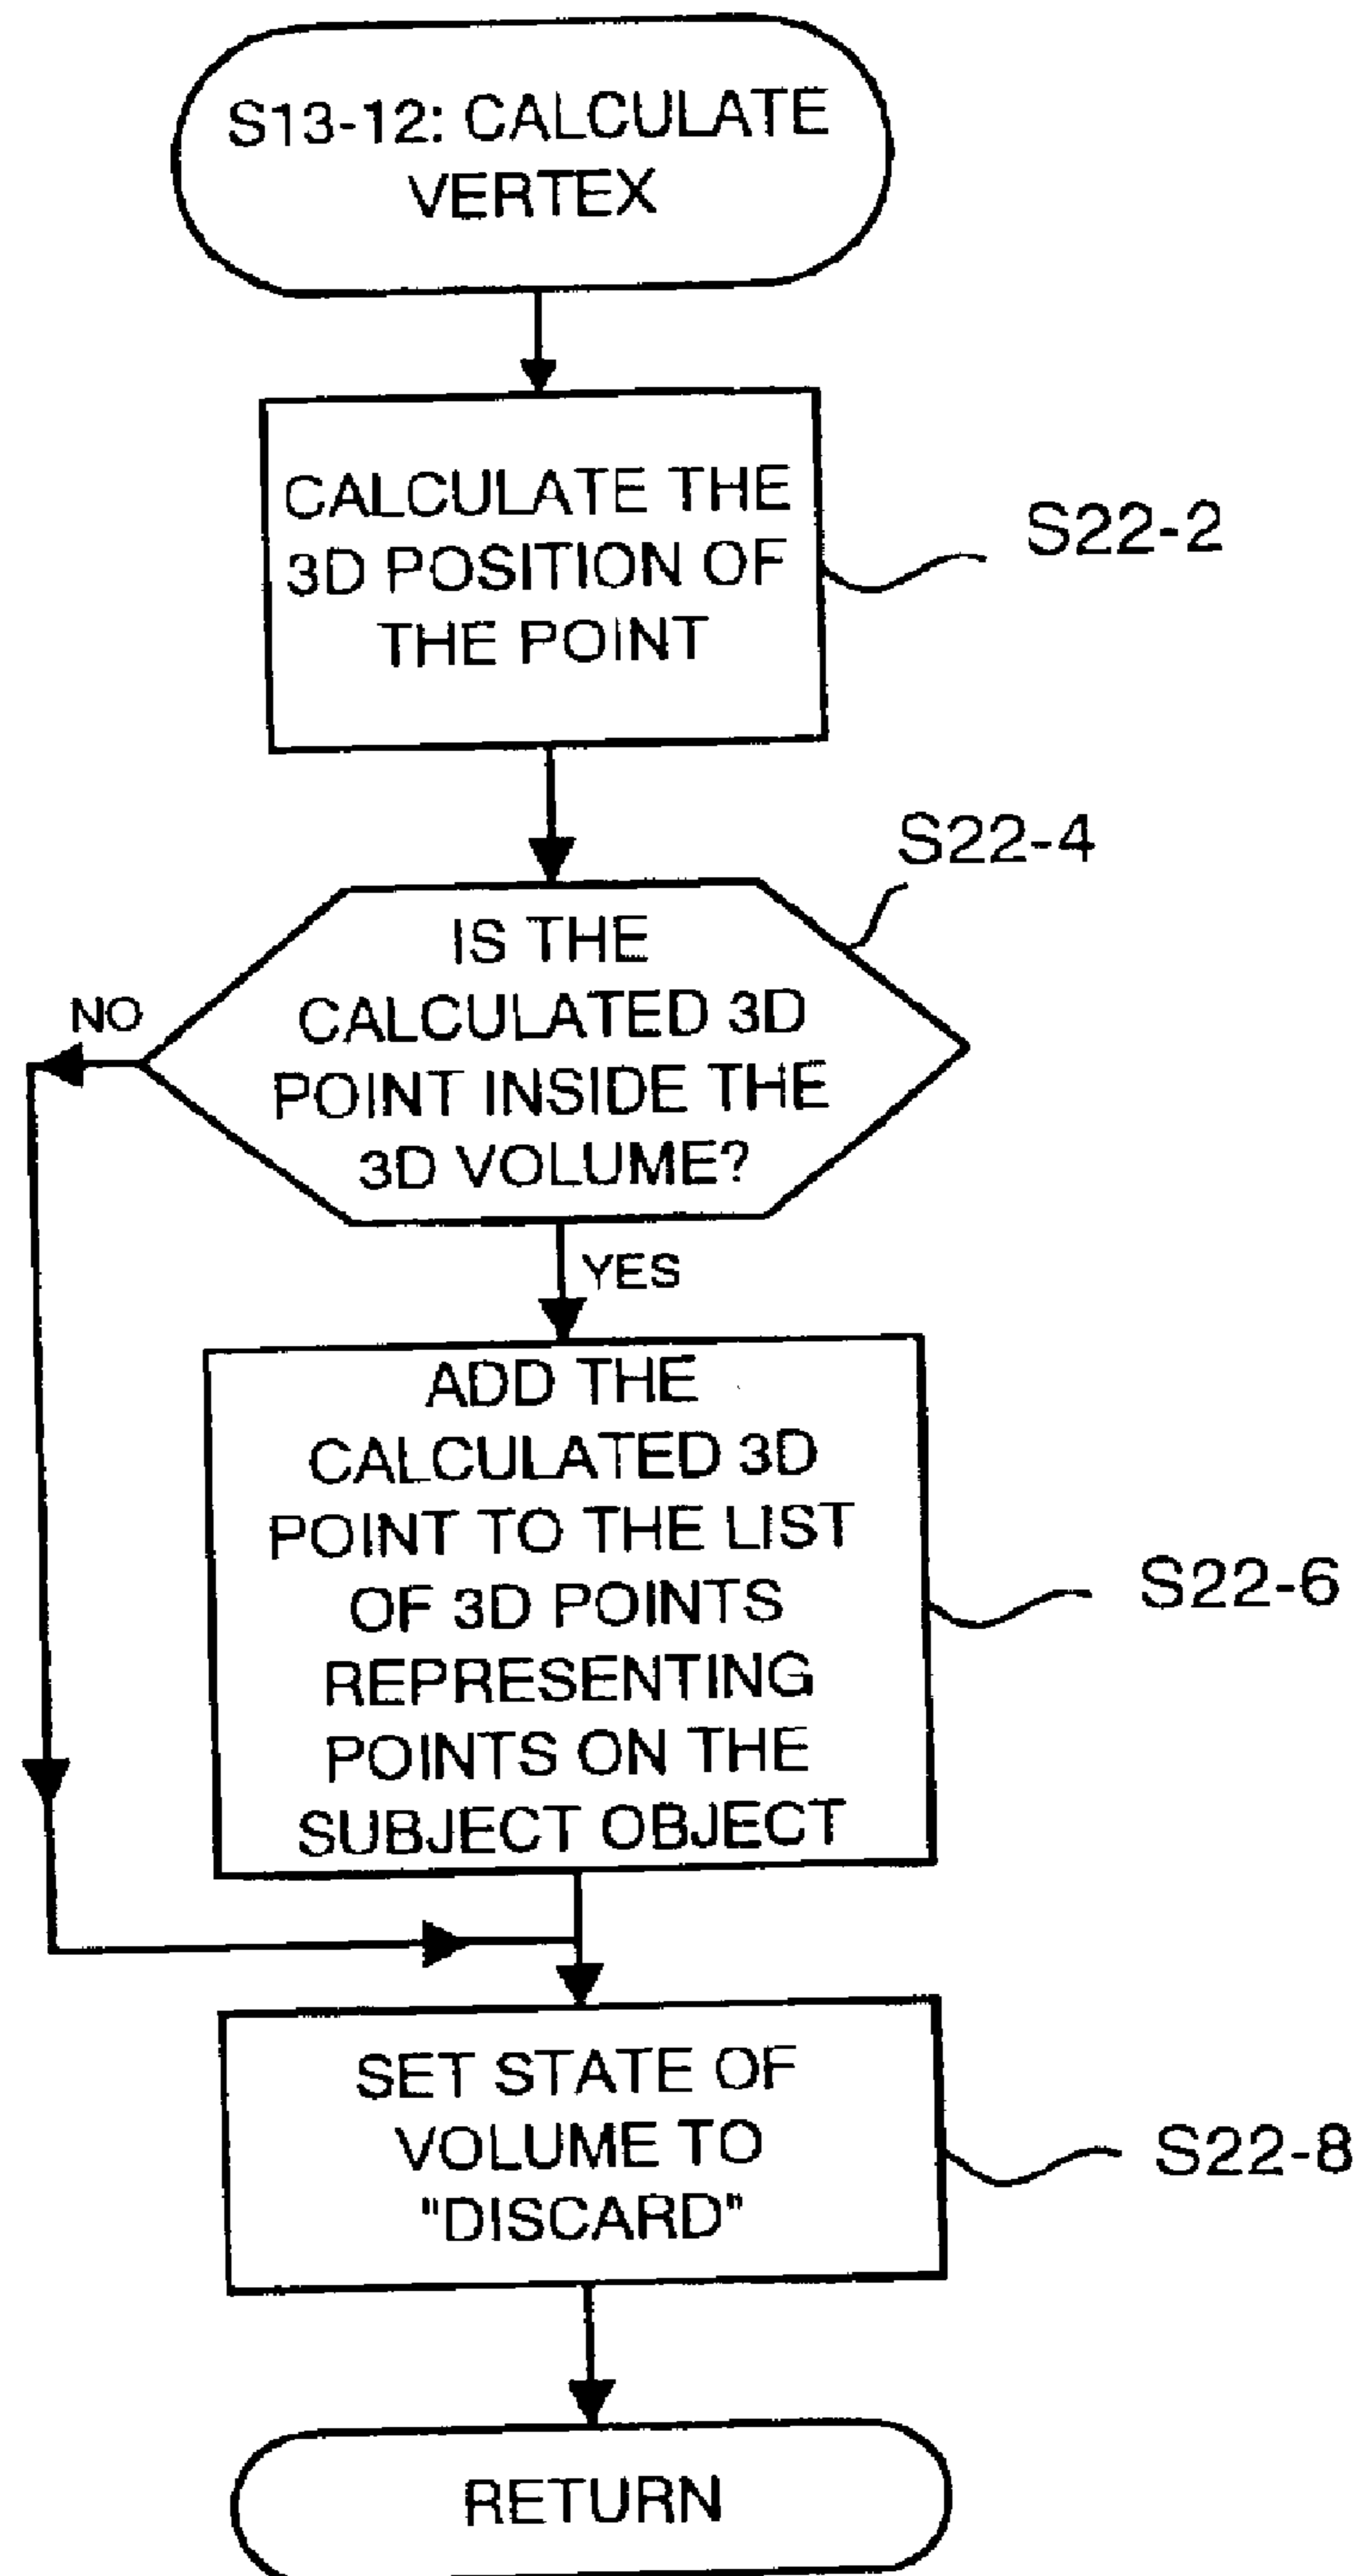 S13-12: CALCULATE
VERTEX
CALCULATE THE
3D POSITION OF
THE POINT
S22-2
S22-4
IS THE
CALCULATED 3D
POINT INSIDE THE
3D VOLUME?
NO
YES
ADD THE
CALCULATED 3D
POINT TO THE LIST
OF 3D POINTS
REPRESENTING
POINTS ON THE
SUBJECT OBJECT
S22-6
SET STATE OF
VOLUME TO
"DISCARD"
S22-8
RETURN